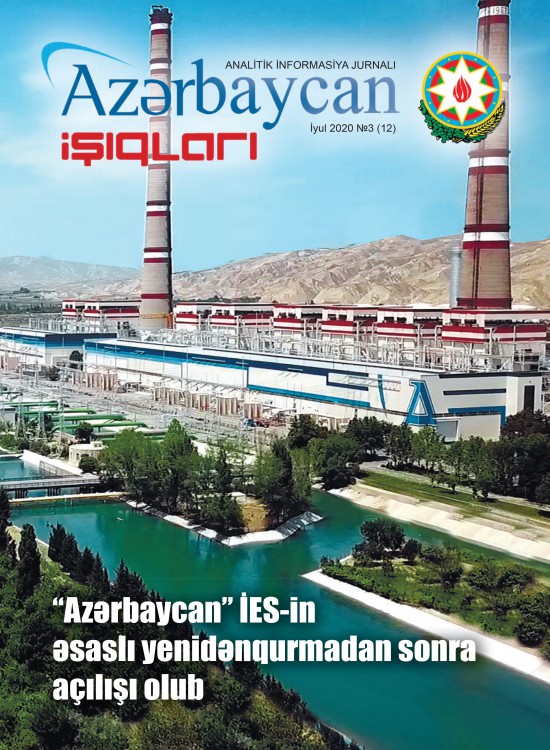 ANALİTİK İNFORMASİYA JURNALI
Azərbaycan
işıqları
İyul 2020 №3 (12)
“Azərbaycan” İES-in
əsaslı yenidənqurmadan sonra
açılışı olub